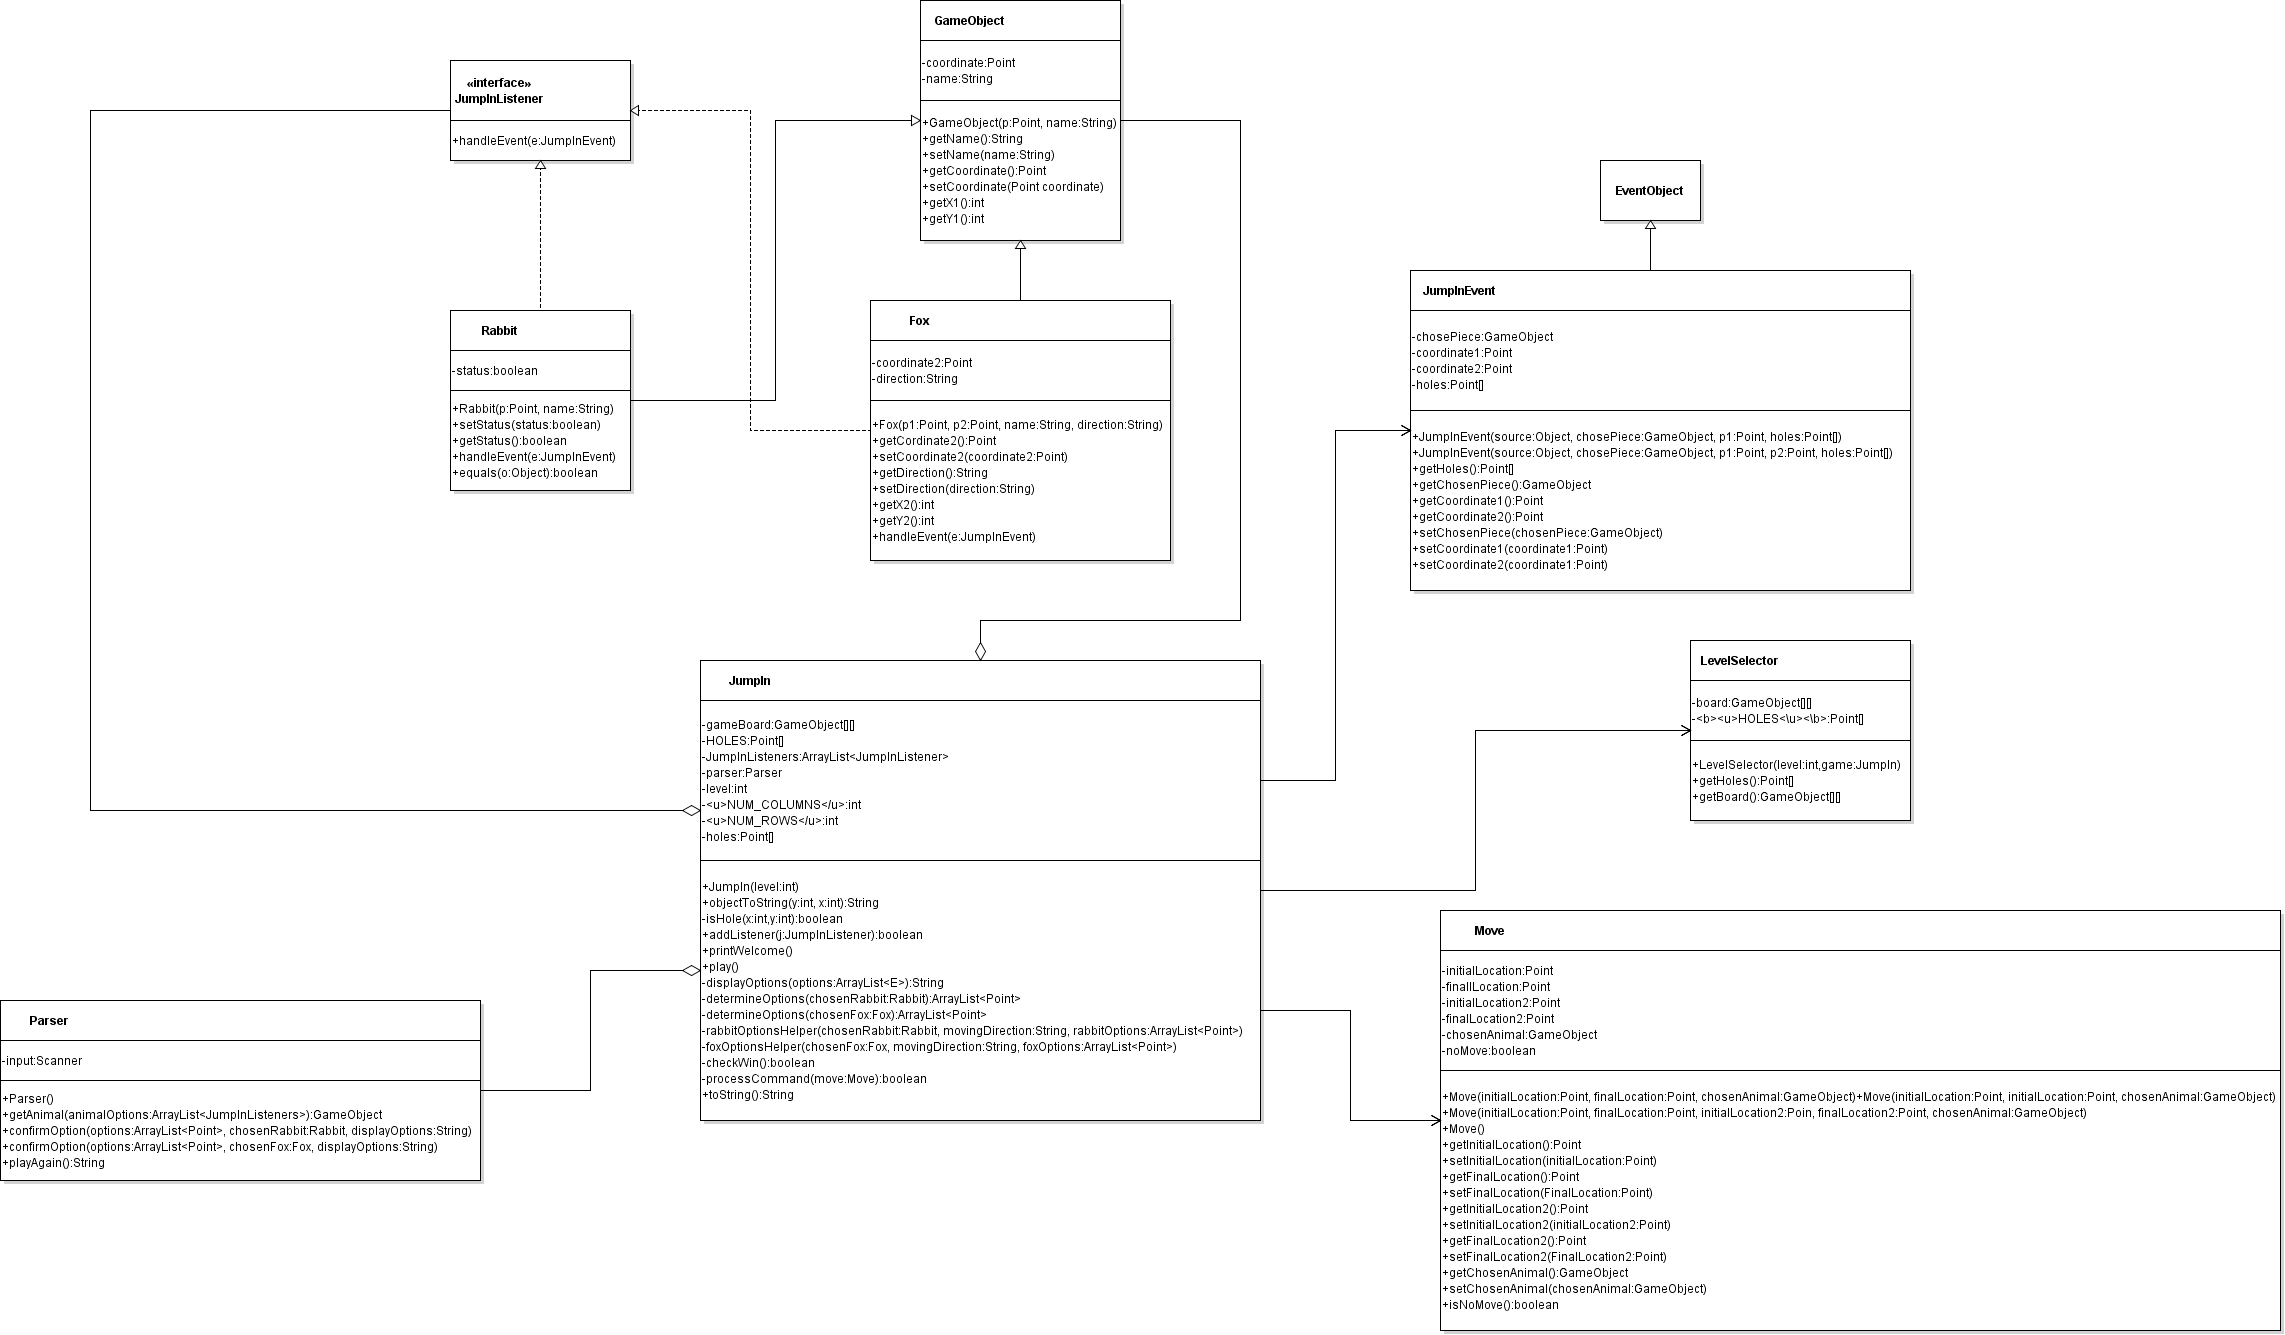 GameObject
-coordinate:Point
-name:String
+GameObject(p:Point, name:String)
+getName():String
+setName(name:String)
+getCoordinate():Point
+setCoordinate(Point coordinate)
+getX1():int
+getY1():int
«interface»
JumpInListener
+handleEvent(e:JumpInEvent)
EventObject
Rabbit
-status:boolean
+Rabbit(p:Point, name:String)
+setStatus(status:boolean)
+getStatus():boolean
+handleEvent(e:JumpInEvent)
+equals(o:Object):boolean
Fox
-coordinate2:Point
-direction:String
+Fox(p1:Point, p2:Point, name:String, direction:String)
+getCordinate2():Point
+setCoordinate2(coordinate2:Point)
+getDirection():String
+setDirection(direction:String)
+getX2():int
+getY2():int
+handleEvent(e:JumpInEvent)
JumpInEvent
-chosePiece:GameObject
-coordinate1:Point
-coordinate2:Point
-holes:Point[]
+JumpInEvent(source:Object, chosePiece:GameObject, p1:Point, holes:Point[])
+JumpInEvent(source:Object, chosePiece:GameObject, p1:Point, p2:Point, holes:Point[])
+getHoles():Point[]
+getChosenPiece():GameObject
+getCoordinate1():Point
+getCoordinate2():Point
+setChosenPiece(chosenPiece:GameObject)
+setCoordinate1(coordinate1:Point)
+setCoordinate2(coordinate1:Point)
JumpIn
-gameBoard:GameObject[][]
-HOLES:Point[]
-JumpInListeners:ArrayList<JumpInListener>
-parser:Parser
-level:int
-<u>NUM_COLUMNS</u>:int
-<u>NUM_ROWS</u>:int
-holes:Point[]
+JumpIn(level:int)
+objectToString(y:int, x:int):String
-isHole(x:int,y:int):boolean
+addListener(j:JumpInListener):boolean
+printWelcome()
+play()
-displayOptions(options:ArrayList<E>):String
-determineOptions(chosenRabbit:Rabbit):ArrayList<Point>
-determineOptions(chosenFox:Fox):ArrayList<Point>
-rabbitOptionsHelper(chosenRabbit:Rabbit, movingDirection:String, rabbitOptions:ArrayList<Point>)
-foxOptionsHelper(chosenFox:Fox, movingDirection:String, foxOptions:ArrayList<Point>)
-checkWin():boolean
-processCommand(move:Move):boolean
+toString():String
LevelSelector
-board:GameObject[][]
-<b><u>HOLES<\u><\b>:Point[]
+LevelSelector(level:int,game:JumpIn)
+getHoles():Point[]
+getBoard():GameObject[][]
Parser
-input:Scanner
+Parser()
+getAnimal(animalOptions:ArrayList<JumpInListeners>):GameObject
+confirmOption(options:ArrayList<Point>, chosenRabbit:Rabbit, displayOptions:String)
+confirmOption(options:ArrayList<Point>, chosenFox:Fox, displayOptions:String)
+playAgain():String
Move
-initialLocation:Point
-finalILocation:Point
-initialLocation2:Point
-finalLocation2:Point
-chosenAnimal:GameObject
-noMove:boolean
+Move(initialLocation:Point, finalLocation:Point, chosenAnimal:GameObject)+Move(initialLocation:Point, initialLocation:Point, chosenAnimal:GameObject)
+Move(initialLocation:Point, finalLocation:Point, initialLocation2:Poin, finalLocation2:Point, chosenAnimal:GameObject)
+Move()
+getInitialLocation():Point
+setInitialLocation(initialLocation:Point)
+getFinalLocation():Point
+setFinalLocation(FinalLocation:Point)
+getInitialLocation2():Point
+setInitialLocation2(initialLocation2:Point)
+getFinalLocation2():Point
+setFinalLocation2(FinalLocation2:Point)
+getChosenAnimal():GameObject
+setChosenAnimal(chosenAnimal:GameObject)
+isNoMove():boolean